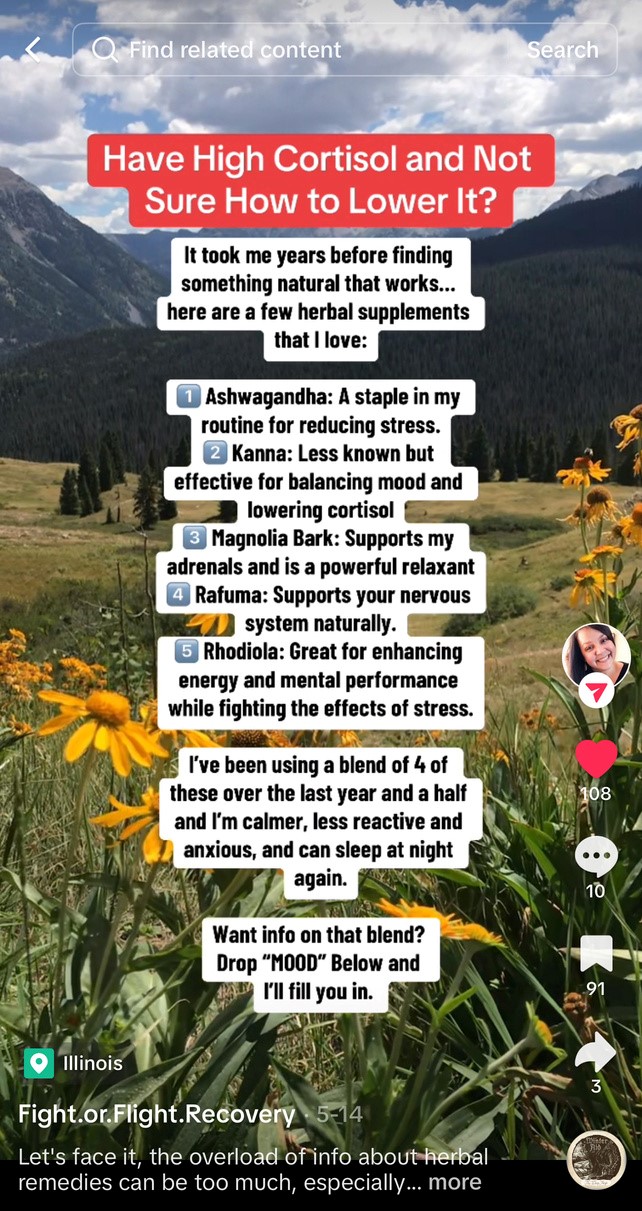 Find related content
Search
Have High Cortisol and Not
Sure How to Lower It?
It took me years before finding
something natural that works...
here are a few herbal supplements
that I love:
1 Ashwagandha: A staple in my
routine for reducing stress.
2 Kanna: Less known but
effective for balancing mood and
lowering cortisol
3 Magnolia Bark: Supports my
adrenals and is a powerful relaxant
4 Rafuma: Supports your nervous
system naturally.
5 Rhodiola: Great for enhancing
energy and mental performance
while fighting the effects of stress.
I've been using a blend of 4 of
these over the last year and a half
and I'm calmer, less reactive and
anxious, and can sleep at night
again.
Want info on that blend?
Drop “MOOD” Below and
I'll fill you in.
108
10
91
3
Illinois
Fight.or.Flight.Recovery · 5-14
Let's face it, the overload of info about herbal
remedies can be too much, especially... more